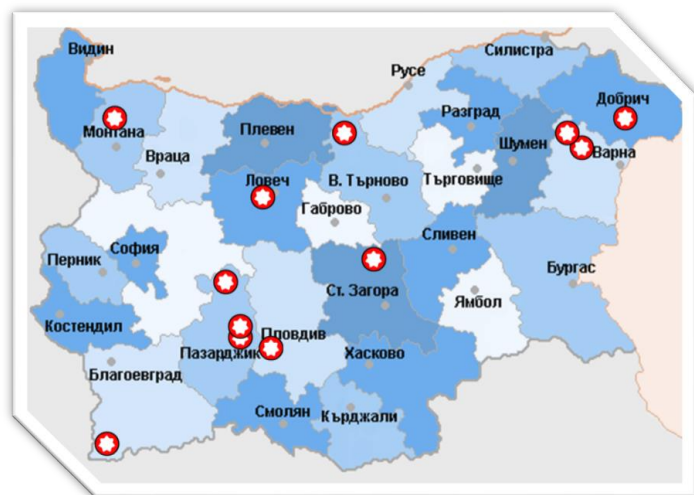 Видин
Силистра
Русе
Добрич
Разград
Монтана
Плевен
Шумен
Варна
Враца
Ловеч
В. Търново
Търговище
Габрово
Сливен
София
Перник
Бургас
Ст. Загора
Ямбол
Костендил
Пловдив
Пазарджик
Хасково
Благоевград
Смолян
Кърджали